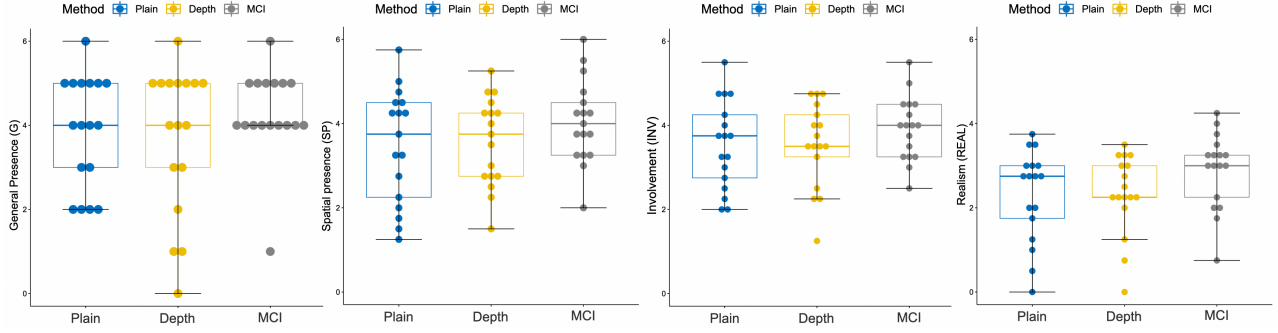 Method Plain Depth MCI
General Presence (G)
6
4
2
0
Plain Depth MCI
Method Plain Depth MCI
Spatial presence (SP)
6
4
2
0
Plain Depth MCI
Method Plain Depth MCI
Involvement (INV)
6
4
2
0
Plain Depth MCI
Method Plain Depth MCI
Realism (REAL)
6
4
2
0
Plain Depth MCI